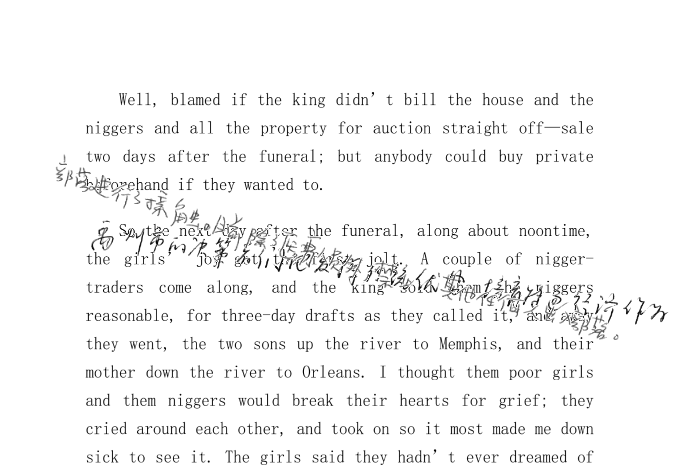 Well, blamed if the king didn't bill the house and the
niggers and all the property for auction straight off—sale
two days after the funeral; but anybody could buy private
beforehand if they wanted to.
So the next day after the funeral, along about noontime,
the girls' joy got the first jolt. A couple of nigger-
traders come along, and the king sold them the niggers
reasonable, for three-day drafts as they called it, and away
they went, the two sons up the river to Memphis, and their
mother down the river to Orleans. I thought them poor girls
and them niggers would break their hearts for grief; they
cried around each other, and took on so it most made me down
sick to see it. The girls said they hadn't ever dreamed of